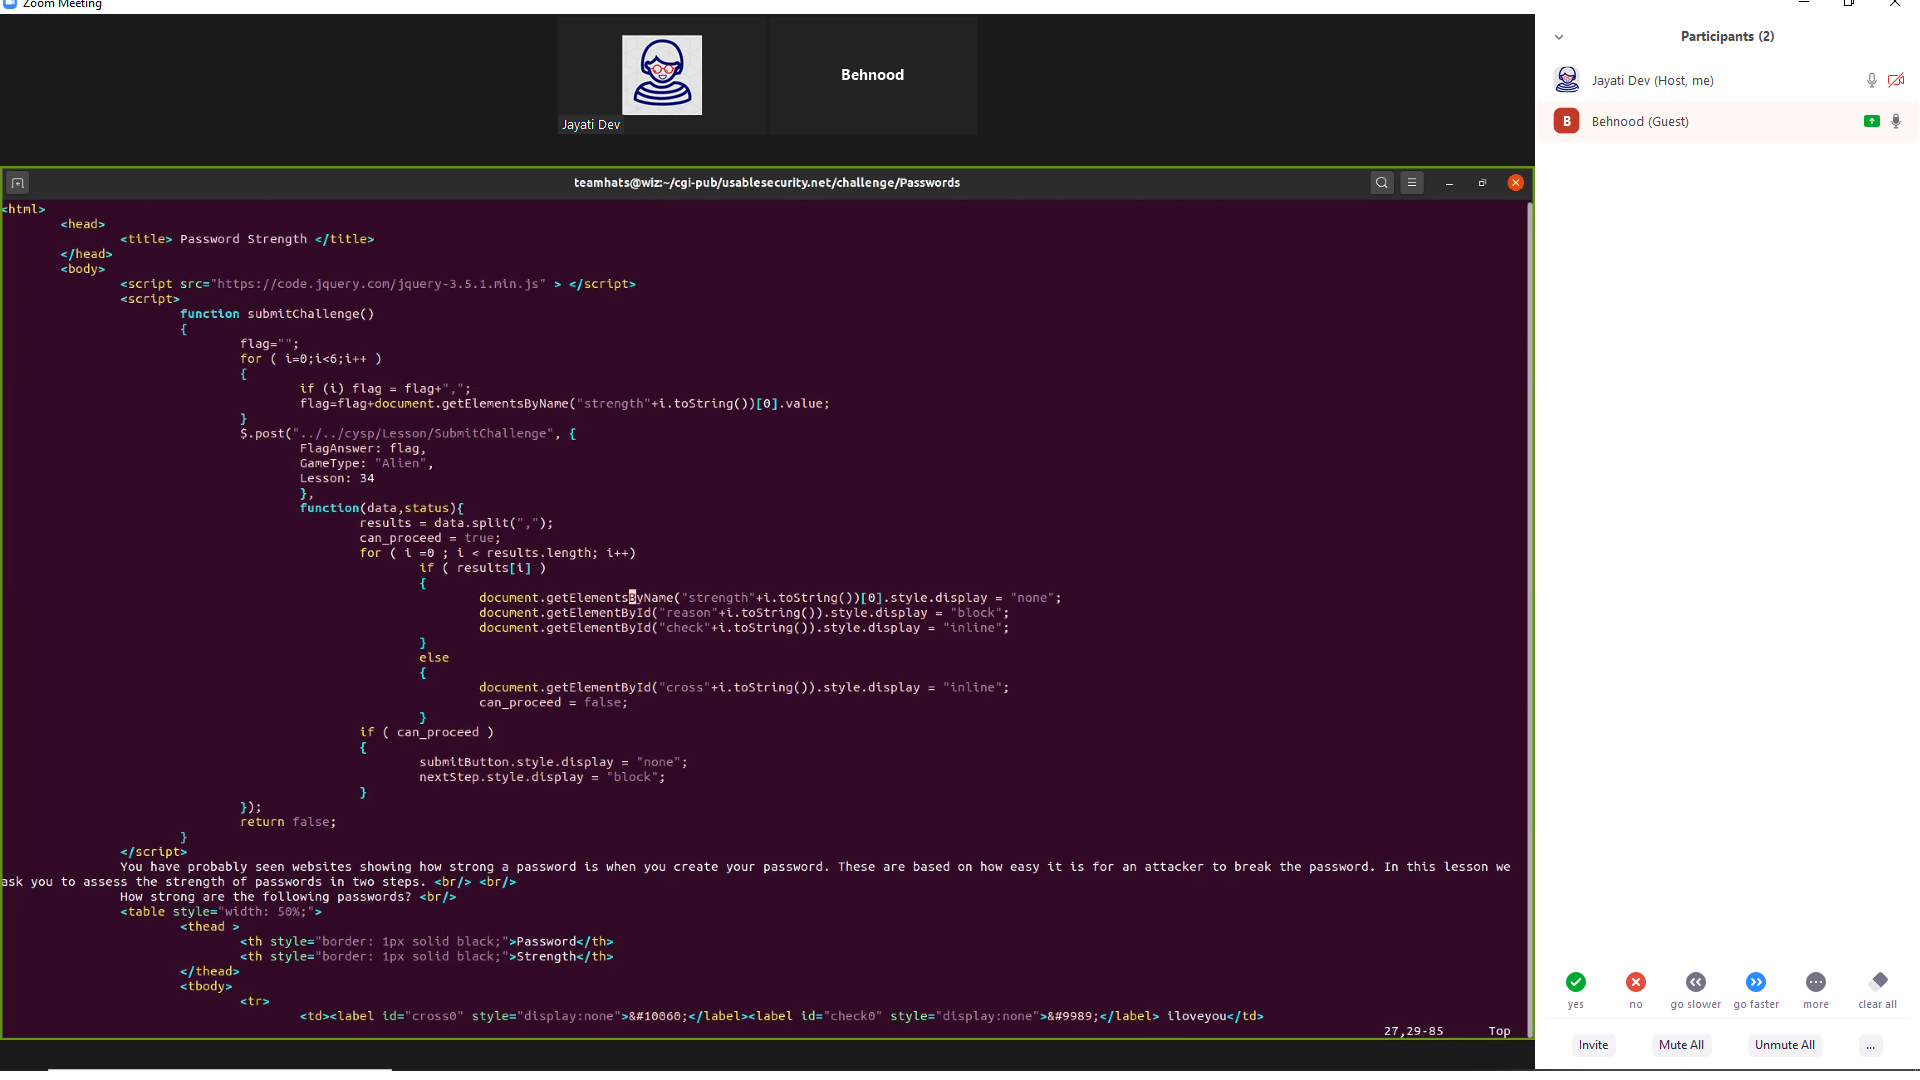 Zoom Meeting
Jayati Dev
Behnood
Participants (2)
Jayati Dev (Host, me)
B Behnood (Guest)
teamhats@wiz:~/cgi-pub/usablesecurity.net/challenge/Passwords
<html>
<head>
<title> Password Strength </title>
</head>
<body>
<script src="https://code.jquery.com/jquery-3.5.1.min.js" > </script>
<script>
function submitChallenge()
{
flag="";
for ( i=0;i<6;i++ )
{
if (i) flag = flag+",";
flag=flag+document.getElementsByName("strength"+i.toString())[0].value;
}
$.post("../../cysp/Lesson/SubmitChallenge", {
FlagAnswer: flag,
GameType: "Alien",
Lesson: 34
},
function(data,status){
results = data.split(",");
can_proceed = true;
for ( i =0 ; i < results.length; i++)
if ( results[i] )
{
document.getElementsByName("strength"+i.toString())[0].style.display = "none";
document.getElementById("reason"+i.toString()).style.display = "block";
document.getElementById("check"+i.toString()).style.display = "inline";
}
else
{
document.getElementById("cross"+i.toString()).style.display = "inline";
can_proceed = false;
}
if ( can_proceed )
{
submitButton.style.display = "none";
nextStep.style.display = "block";
}
});
return false;
}
</script>
You have probably seen websites showing how strong a password is when you create your password. These are based on how easy it is for an attacker to break the password. In this lesson we
ask you to assess the strength of passwords in two steps. <br/> <br/>
How strong are the following passwords? <br/>
<table style="width: 50%;">
<thead >
<th style="border: 1px solid black;">Password</th>
<th style="border: 1px solid black;">Strength</th>
</thead>
<tbody>
<tr>
<td><label id="cross0" style="display:none">&#10060;</label><label id="check0" style="display:none">&#9989;</label> iloveyou</td>
27,29-85 Top
yes no go slower go faster more clear all
Invite Mute All Unmute All ...